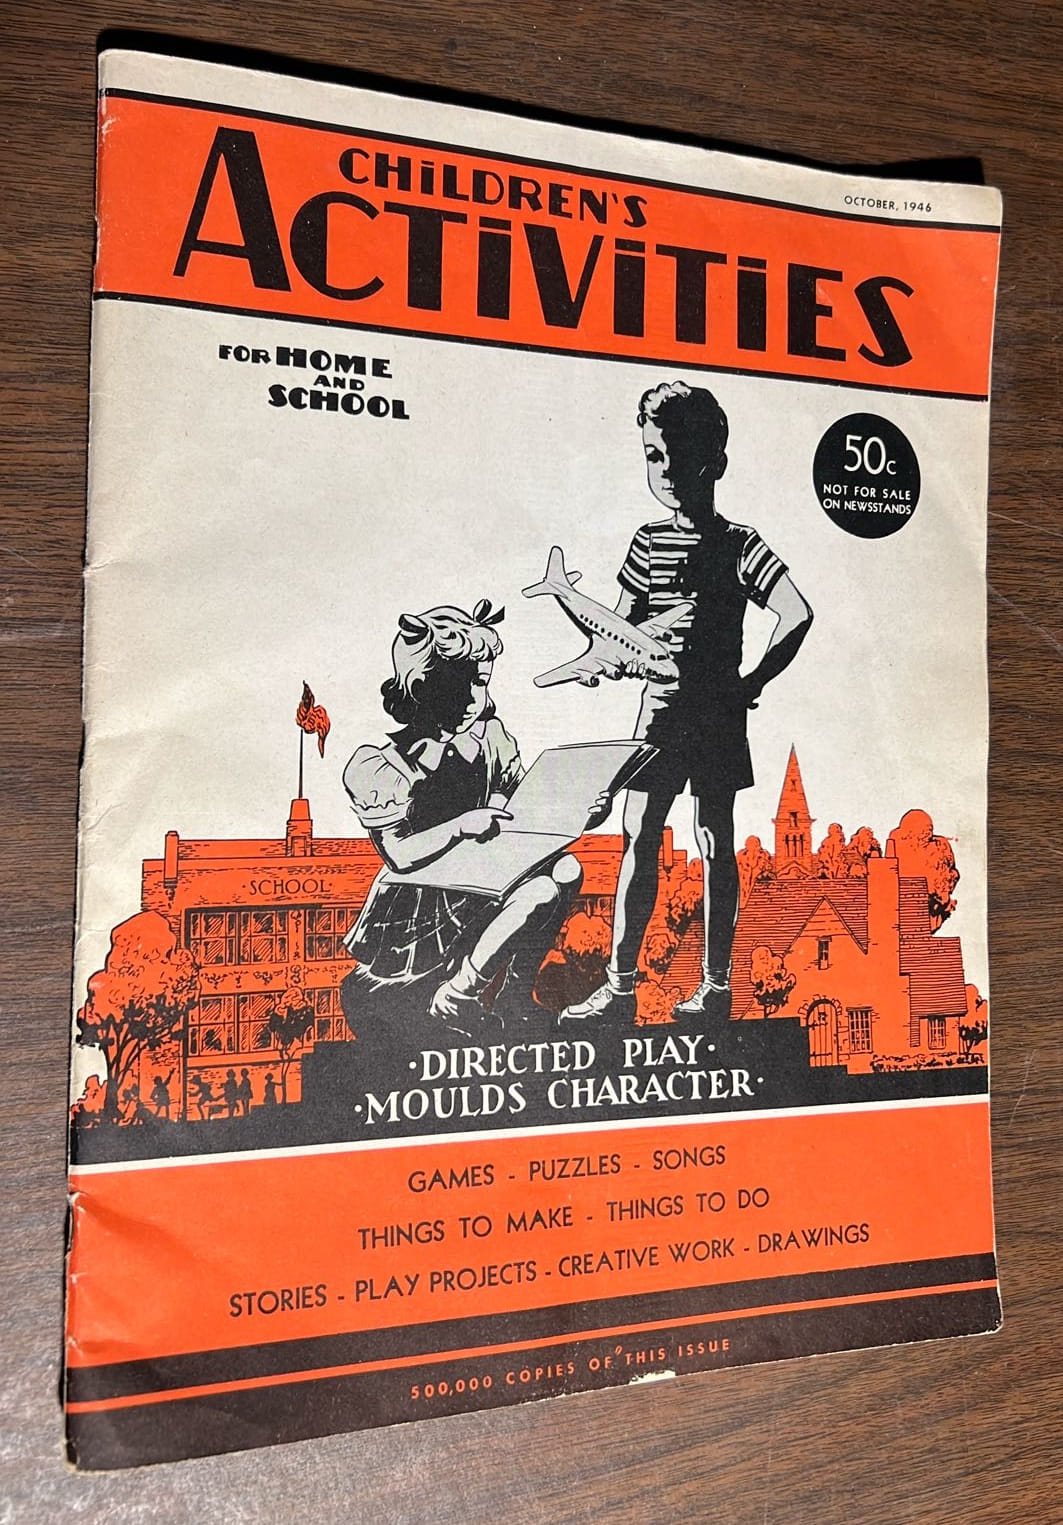 OCTOBER, 1946
CHiLDREN'S
ACTiViTiES
FOR HOME
AND
SCHOOL
50c
NOT FOR SALE
ON NEWSSTANDS
·SCHOOL·
·DIRECTED PLAY·
·MOULDS CHARACTER·
GAMES - PUZZLES - SONGS
THINGS TO MAKE - THINGS TO DO
STORIES - PLAY PROJECTS - CREATIVE WORK - DRAWINGS
500,000 COPIES OF THIS ISSUE